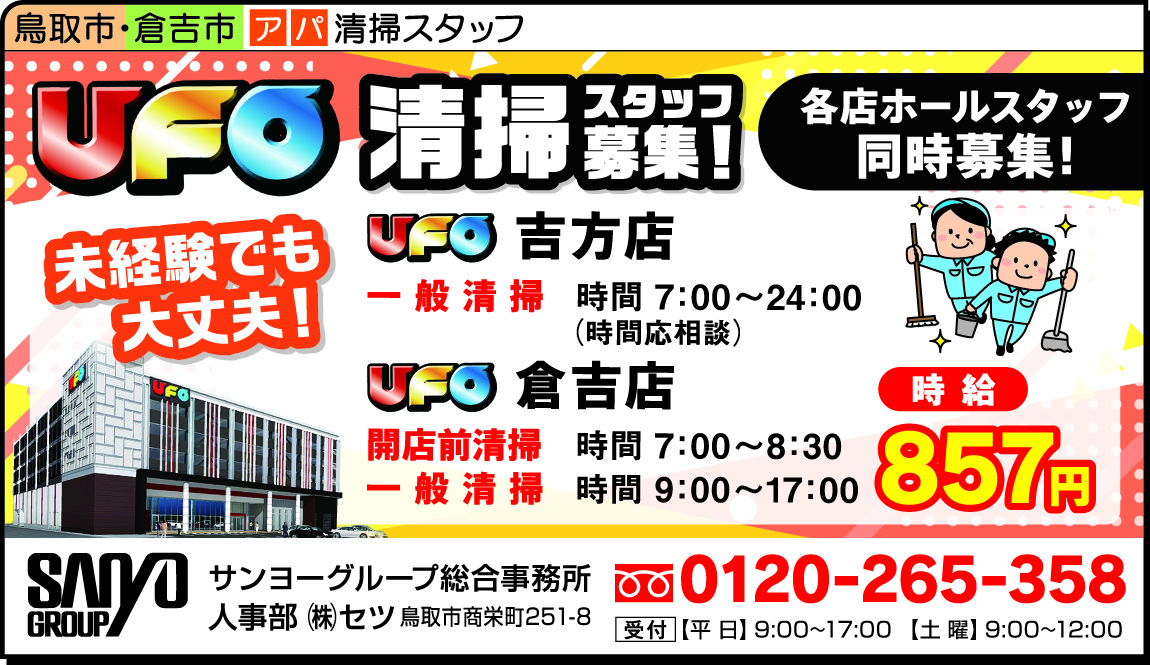 鳥取市・倉吉市 アパ 清掃スタッフ
UFO 清掃スタッフ募集!
各店ホールスタッフ
同時募集!
未経験でも
大丈夫!
UFO 吉方店
一般清掃 時間 7:00〜24:00
(時間応相談)
UFO 倉吉店
開店前清掃 時間 7:00〜8:30
一般清掃 時間 9:00〜17:00
時給
857円
UFO
UFO
SANYO
GROUP
サンヨーグループ総合事務所
人事部 ㈱セツ 鳥取市商栄町251-8
0120-265-358
受付 【平日】9:00~17:00 【土曜】9:00~12:00